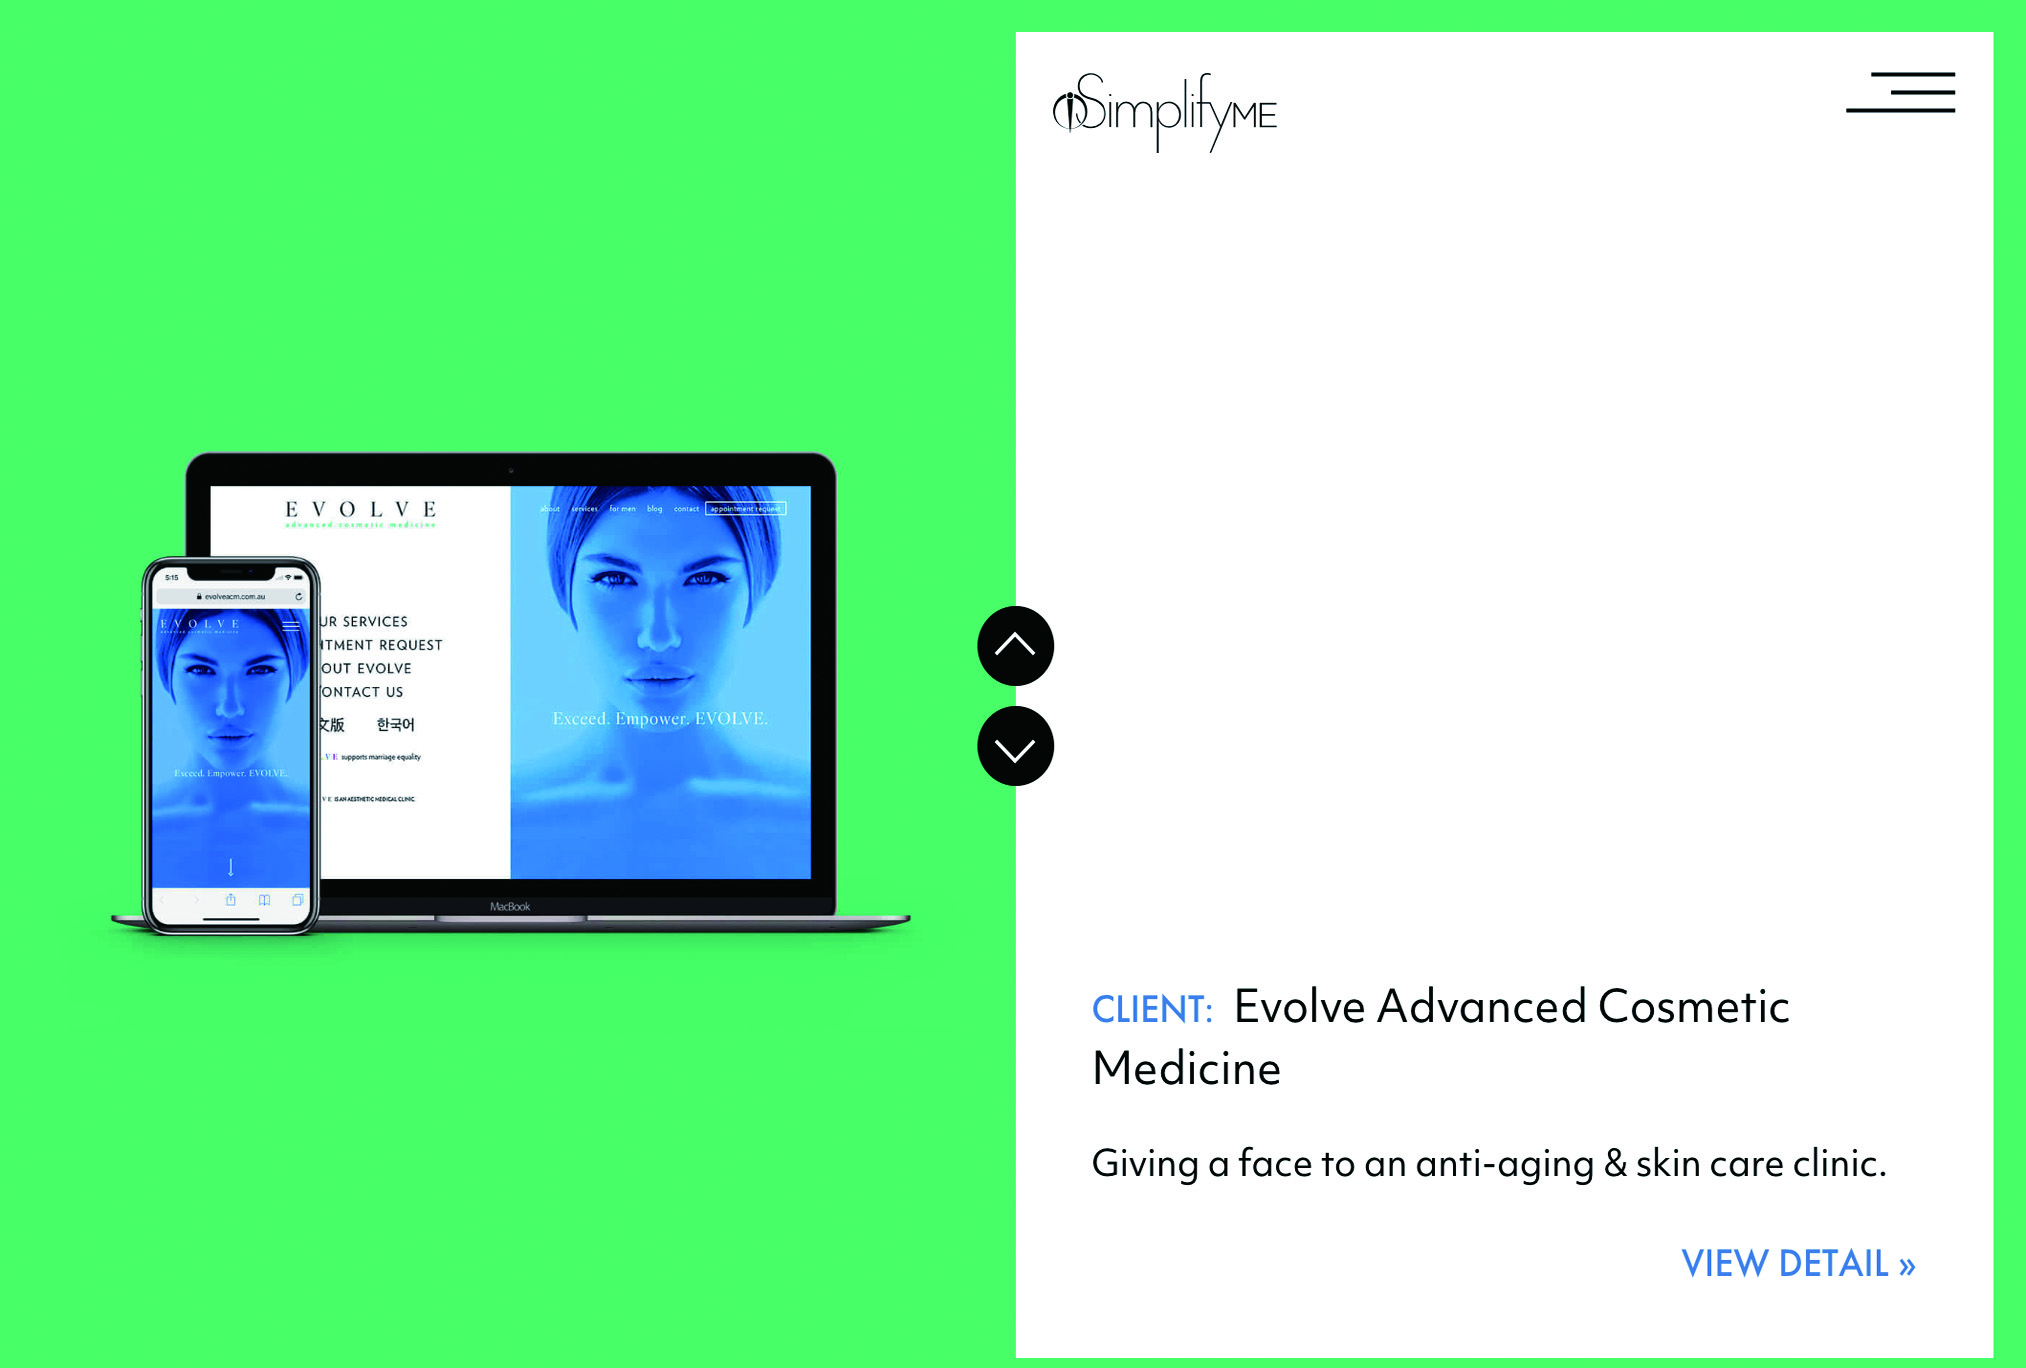 SimplifyME
EVOLVE
advanced cosmetic medicine
about services for men blog contact appointment request
UR SERVICES
TMENT REQUEST
OUT EVOLVE
ONTACT US
文版 한국어
supports marriage equality
IS AN AESTHETIC MEDICAL CLINIC
Exceed. Empower. EVOLVE.
MacBook
5:15
evolveacm.com.au
EVOLVE
advanced cosmetic medicine
Exceed. Empower. EVOLVE.
CLIENT: Evolve Advanced Cosmetic
Medicine
Giving a face to an anti-aging & skin care clinic.
VIEW DETAIL »